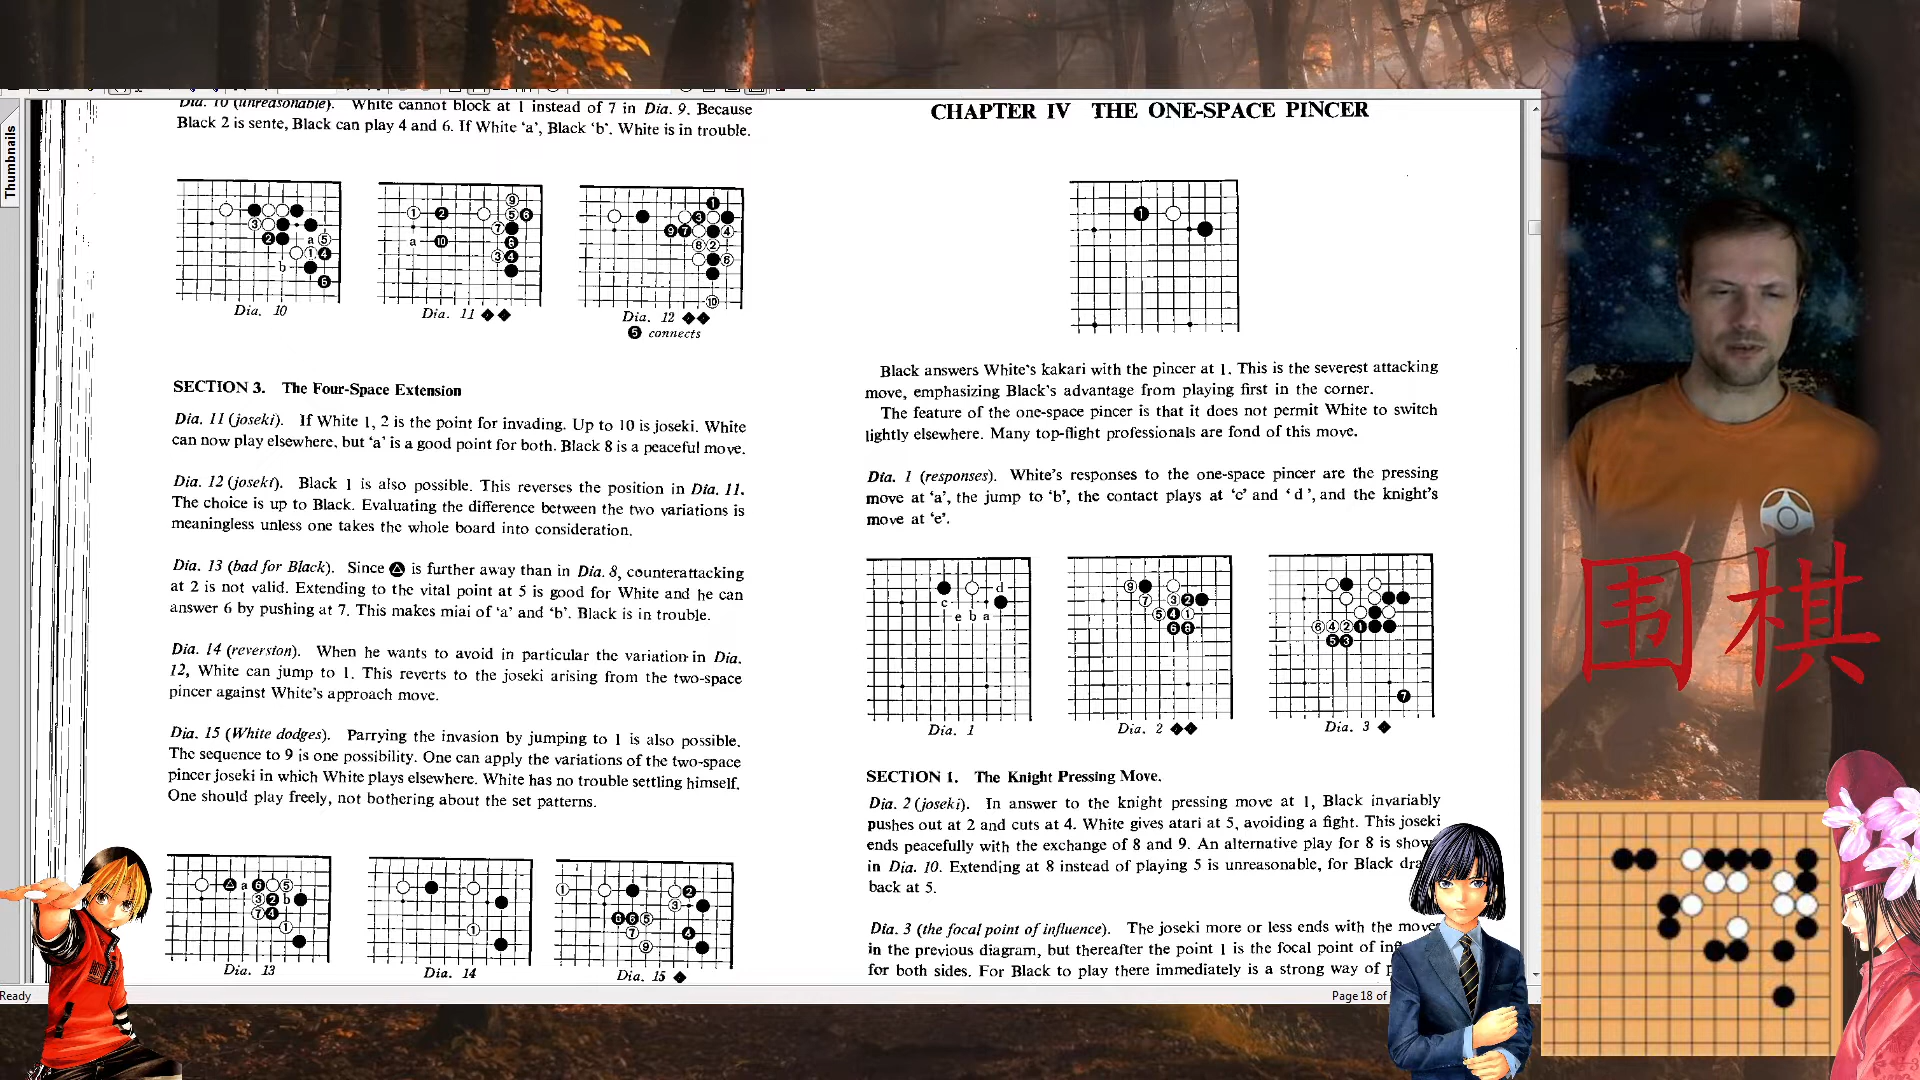 Thumbnails
Dia. 10 (unreasonable). White cannot block at 1 instead of 7 in Dia. 9. Because
Black 2 is sente, Black can play 4 and 6. If White ‘a’, Black ‘b’. White is in trouble.
Dia. 10
Dia. 11 ◆◆
Dia. 12 ◆◆
❺ connects
SECTION 3. The Four-Space Extension
Dia. 11 (joseki). If White 1, 2 is the point for invading. Up to 10 is joseki. White
can now play elsewhere, but ‘a’ is a good point for both. Black 8 is a peaceful move.
Dia. 12 (joseki). Black 1 is also possible. This reverses the position in Dia. 11.
The choice is up to Black. Evaluating the difference between the two variations is
meaningless unless one takes the whole board into consideration.
Dia. 13 (bad for Black). Since is further away than in Dia. 8, counterattacking
at 2 is not valid. Extending to the vital point at 5 is good for White and he can
answer 6 by pushing at 7. This makes miai of ‘a’ and ‘b’. Black is in trouble.
Dia. 14 (reversion). When he wants to avoid in particular the variation in Dia.
12, White can jump to 1. This reverts to the joseki arising from the two-space
pincer against White's approach move.
Dia. 15 (White dodges). Parrying the invasion by jumping to 1 is also possible.
The sequence to 9 is one possibility. One can apply the variations of the two-space
pincer joseki in which White plays elsewhere. White has no trouble settling himself.
One should play freely, not bothering about the set patterns.
Dia. 13
Dia. 14
Dia. 15 ◆
CHAPTER IV THE ONE-SPACE PINCER
Black answers White's kakari with the pincer at 1. This is the severest attacking
move, emphasizing Black's advantage from playing first in the corner.
The feature of the one-space pincer is that it does not permit White to switch
lightly elsewhere. Many top-flight professionals are fond of this move.
Dia. 1 (responses). White's responses to the one-space pincer are the pressing
move at ‘a’, the jump to ‘b’, the contact plays at ‘c’ and ‘d’, and the knight's
move at ‘e’.
Dia. 1
Dia. 2 ◆◆
Dia. 3 ◆
SECTION 1. The Knight Pressing Move.
Dia. 2 (joseki). In answer to the knight pressing move at 1, Black invariably
pushes out at 2 and cuts at 4. White gives atari at 5, avoiding a fight. This joseki
ends peacefully with the exchange of 8 and 9. An alternative play for 8 is show
in Dia. 10. Extending at 8 instead of playing 5 is unreasonable, for Black dra
back at 5.
Dia. 3 (the focal point of influence). The joseki more or less ends with the move
in the previous diagram, but thereafter the point 1 is the focal point of inf
for both sides. For Black to play there immediately is a strong way of p
Ready
Page 18 of
围棋